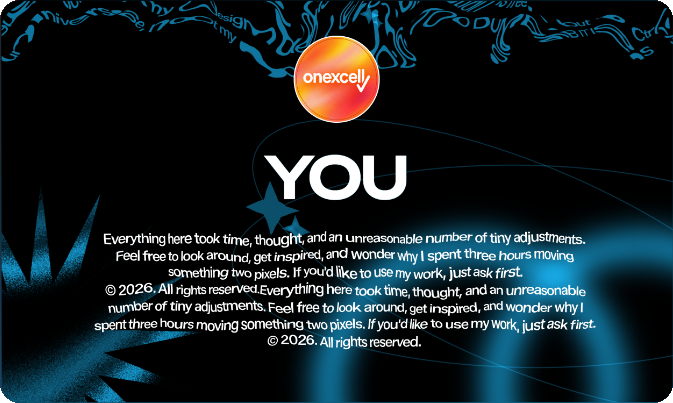 onexcell
YOU
Everything here took time, thought, and an unreasonable number of tiny adjustments.
Feel free to look around, get inspired, and wonder why I spent three hours moving
something two pixels. If you'd like to use my work, just ask first.
© 2026. All rights reserved.Everything here took time, thought, and an unreasonable
number of tiny adjustments. Feel free to look around, get inspired, and wonder why I
spent three hours moving something two pixels. If you'd like to use my work, just ask first.
© 2026. All rights reserved.